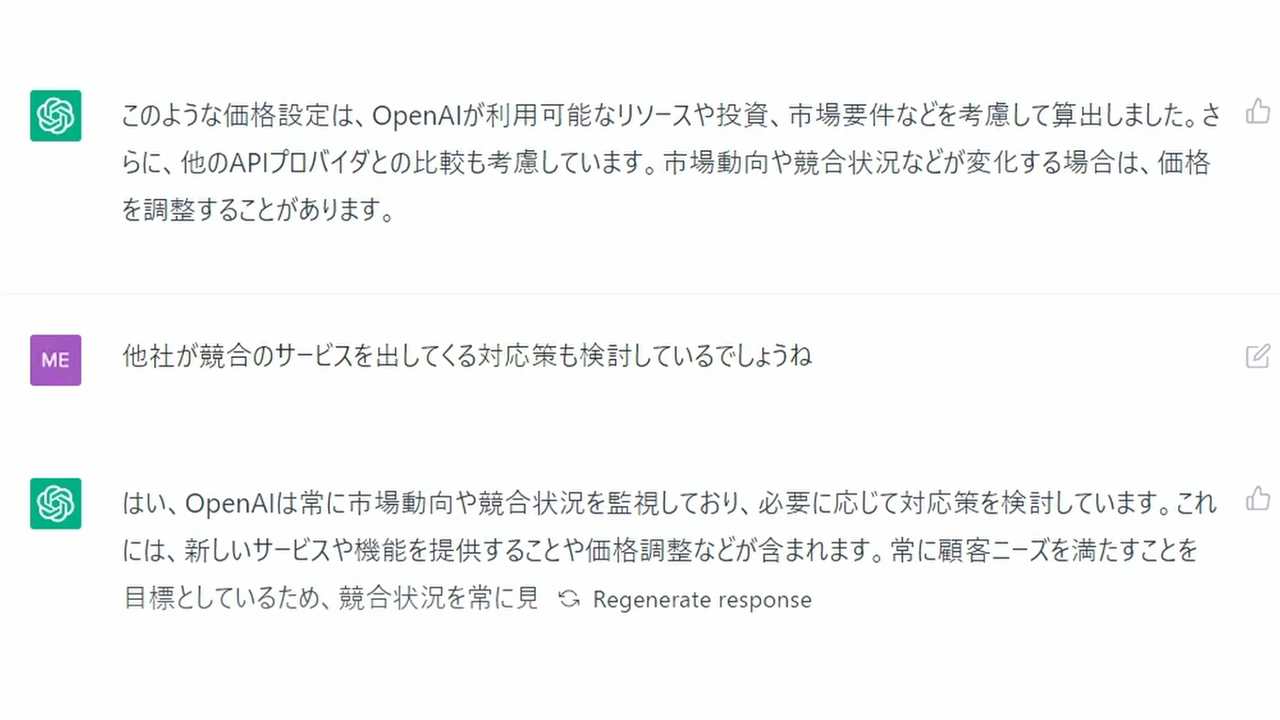 このような価格設定は、OpenAIが利用可能なリソースや投資、市場要件などを考慮して算出しました。さ
らに、他のAPIプロバイダとの比較も考慮しています。市場動向や競合状況などが変化する場合は、価格
を調整することがあります。
ME
他社が競合のサービスを出してくる対応策も検討しているでしょうね
はい、OpenAIは常に市場動向や競合状況を監視しており、必要に応じて対応策を検討しています。これ
には、新しいサービスや機能を提供することや価格調整などが含まれます。常に顧客ニーズを満たすことを
目標としているため、競合状況を常に見 Regenerate response